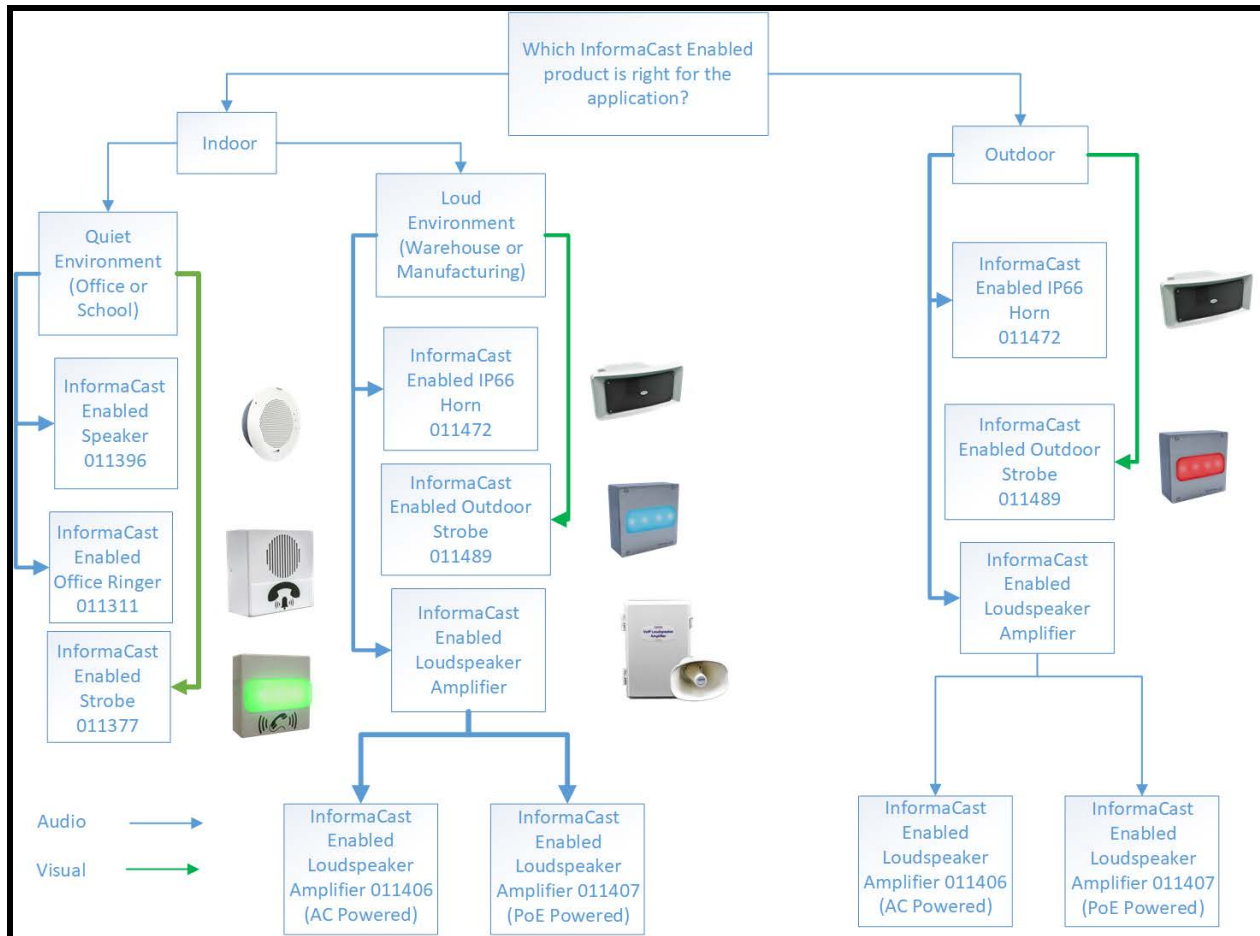 Which InformaCast Enabled
product is right for the
application?
Indoor
Outdoor
Quiet
Environment
(Office or
School)
Loud
Environment
(Warehouse or
Manufacturing)
InformaCast
Enabled
Speaker
011396
InformaCast
Enabled
Office Ringer
011311
InformaCast
Enabled
Strobe
011377
InformaCast
Enabled IP66
Horn
011472
InformaCast
Enabled Outdoor
Strobe
011489
InformaCast
Enabled
Loudspeaker
Amplifier
VoIP Loudspeaker
Amplifier
InformaCast
Enabled
Loudspeaker
Amplifier 011406
(AC Powered)
InformaCast
Enabled
Loudspeaker
Amplifier 011407
(PoE Powered)
InformaCast
Enabled IP66
Horn
011472
InformaCast
Enabled Outdoor
Strobe
011489
InformaCast
Enabled
Loudspeaker
Amplifier
InformaCast
Enabled
Loudspeaker
Amplifier 011406
(AC Powered)
InformaCast
Enabled
Loudspeaker
Amplifier 011407
(PoE Powered)
Audio
Visual